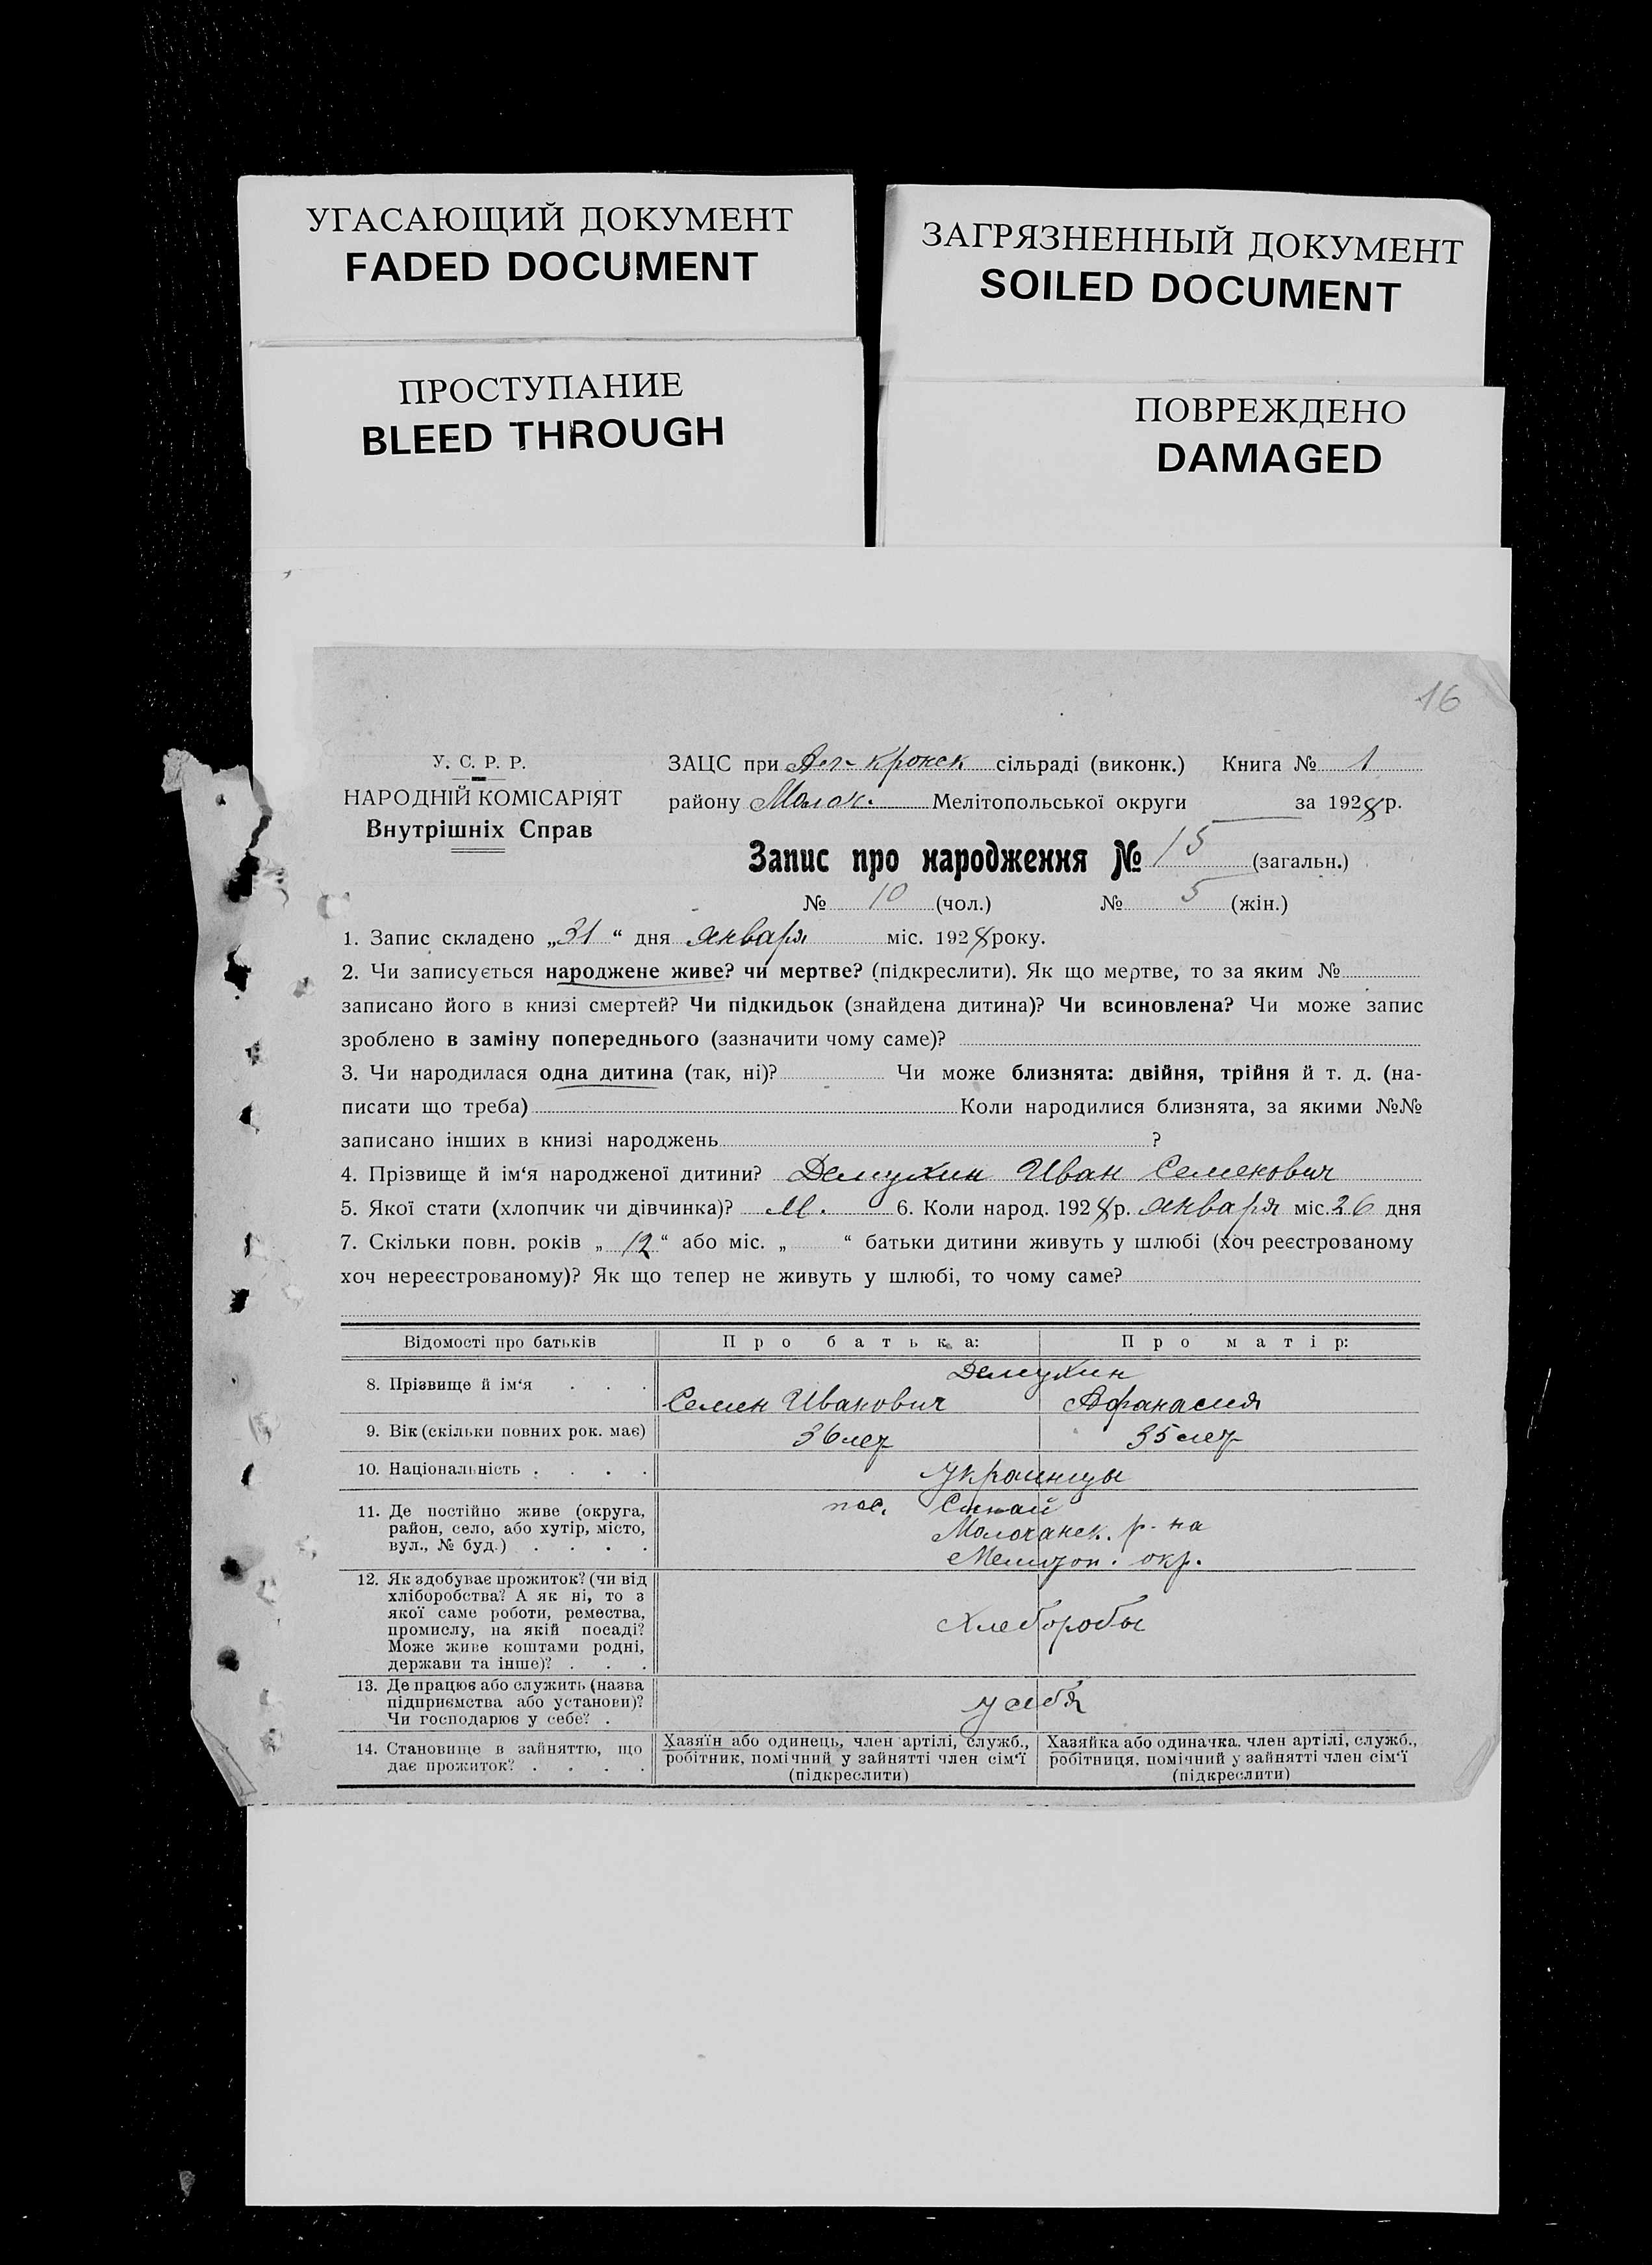 УГАСАЮЩИЙ ДОКУМЕНТ
FADED DOCUMENT
ЗАГРЯЗНЕННЫЙ ДОКУМЕНТ
SOILED DOCUMENT
ПРОСТУПАНИЕ
BLEED THROUGH
ПОВРЕЖДЕНО
DAMAGED
16
У. С. Р. Р.
НАРОДНІЙ КОМІСАРІЯТ
Внутрішніх Справ
ЗАЦС при сільраді (виконк.) Книга № 1
району Молоч. Мелітопольської округи за 1928 р.
Запис про народження № 15 (загальн.)
№ 10 (чол.) № 5 (жін.)
1. Запис складено „31“ дня января міс. 1928 року.
2. Чи записується народжене живе? чи мертве? (підкреслити). Як що мертве, то за яким №
записано його в книзі смертей? Чи підкидьок (знайдена дитина)? Чи всиновлена? Чи може запис
зроблено в заміну попереднього (зазначити чому саме)?
3. Чи народилася одна дитина (так, ні)? Чи може близнята: двійня, трійня й т. д. (на-
писати що треба) Коли народилися близнята, за якими №№
записано інших в книзі народжень ?
4. Прізвище й ім‘я народженої дитини? Демухин Иван Семенович
5. Якої стати (хлопчик чи дівчинка)? М. 6. Коли народ. 1928 р. января міс. 26 дня
7. Скільки повн. років „12“ або міс. „ “ батьки дитини живуть у шлюбі (хоч реєстрованому
хоч нереєстрованому)? Як що тепер не живуть у шлюбі, то чому саме?
Відомості про батьків Про батька: Про матір:
8. Прізвище й ім‘я . . . Демухин
Семен Иванович Афанасия
9. Вік (скільки повних рок. має) 36 лет 35 лет
10. Національність . . . . украинцы
11. Де постійно живе (округа, район, село, або хутір, місто, вул., № буд.) . . . . пос. Синай
Молочанск. р-на
Мелитоп. окр.
12. Як здобуває прожиток? (чи від
хліборобства? А як ні, то з
якої саме роботи, ремества,
промислу, на якій посаді?
Може живе коштами родні,
держави та інше)? . . .
Хлеборобы
13. Де працює або служить (назва
підприємства або установи)?
Чи господарює у себе? .
у себя
14. Становище в зайняттю, що
дає прожиток? . . . .
Хазяїн або одинець, член артілі, служб.,
робітник, помічний у зайнятті член сім‘ї
(підкреслити)
Хазяйка або одиначка, член артілі, служб.,
робітниця, помічний у зайнятті член сім‘ї
(підкреслити)